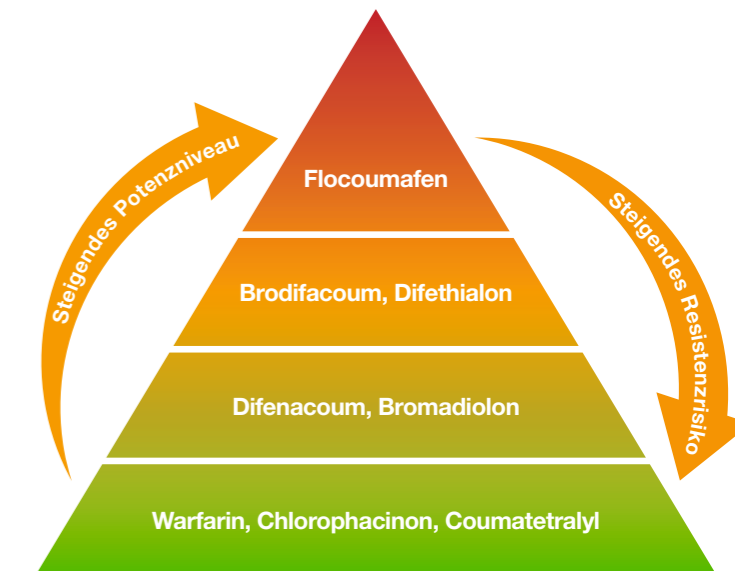 Steigendes Potenzniveau
Steigendes Resistenzrisiko
Flocoumafen
Brodifacoum, Difethialon
Difenacoum, Bromadiolon
Warfarin, Chlorophacinon, Coumatetralyl